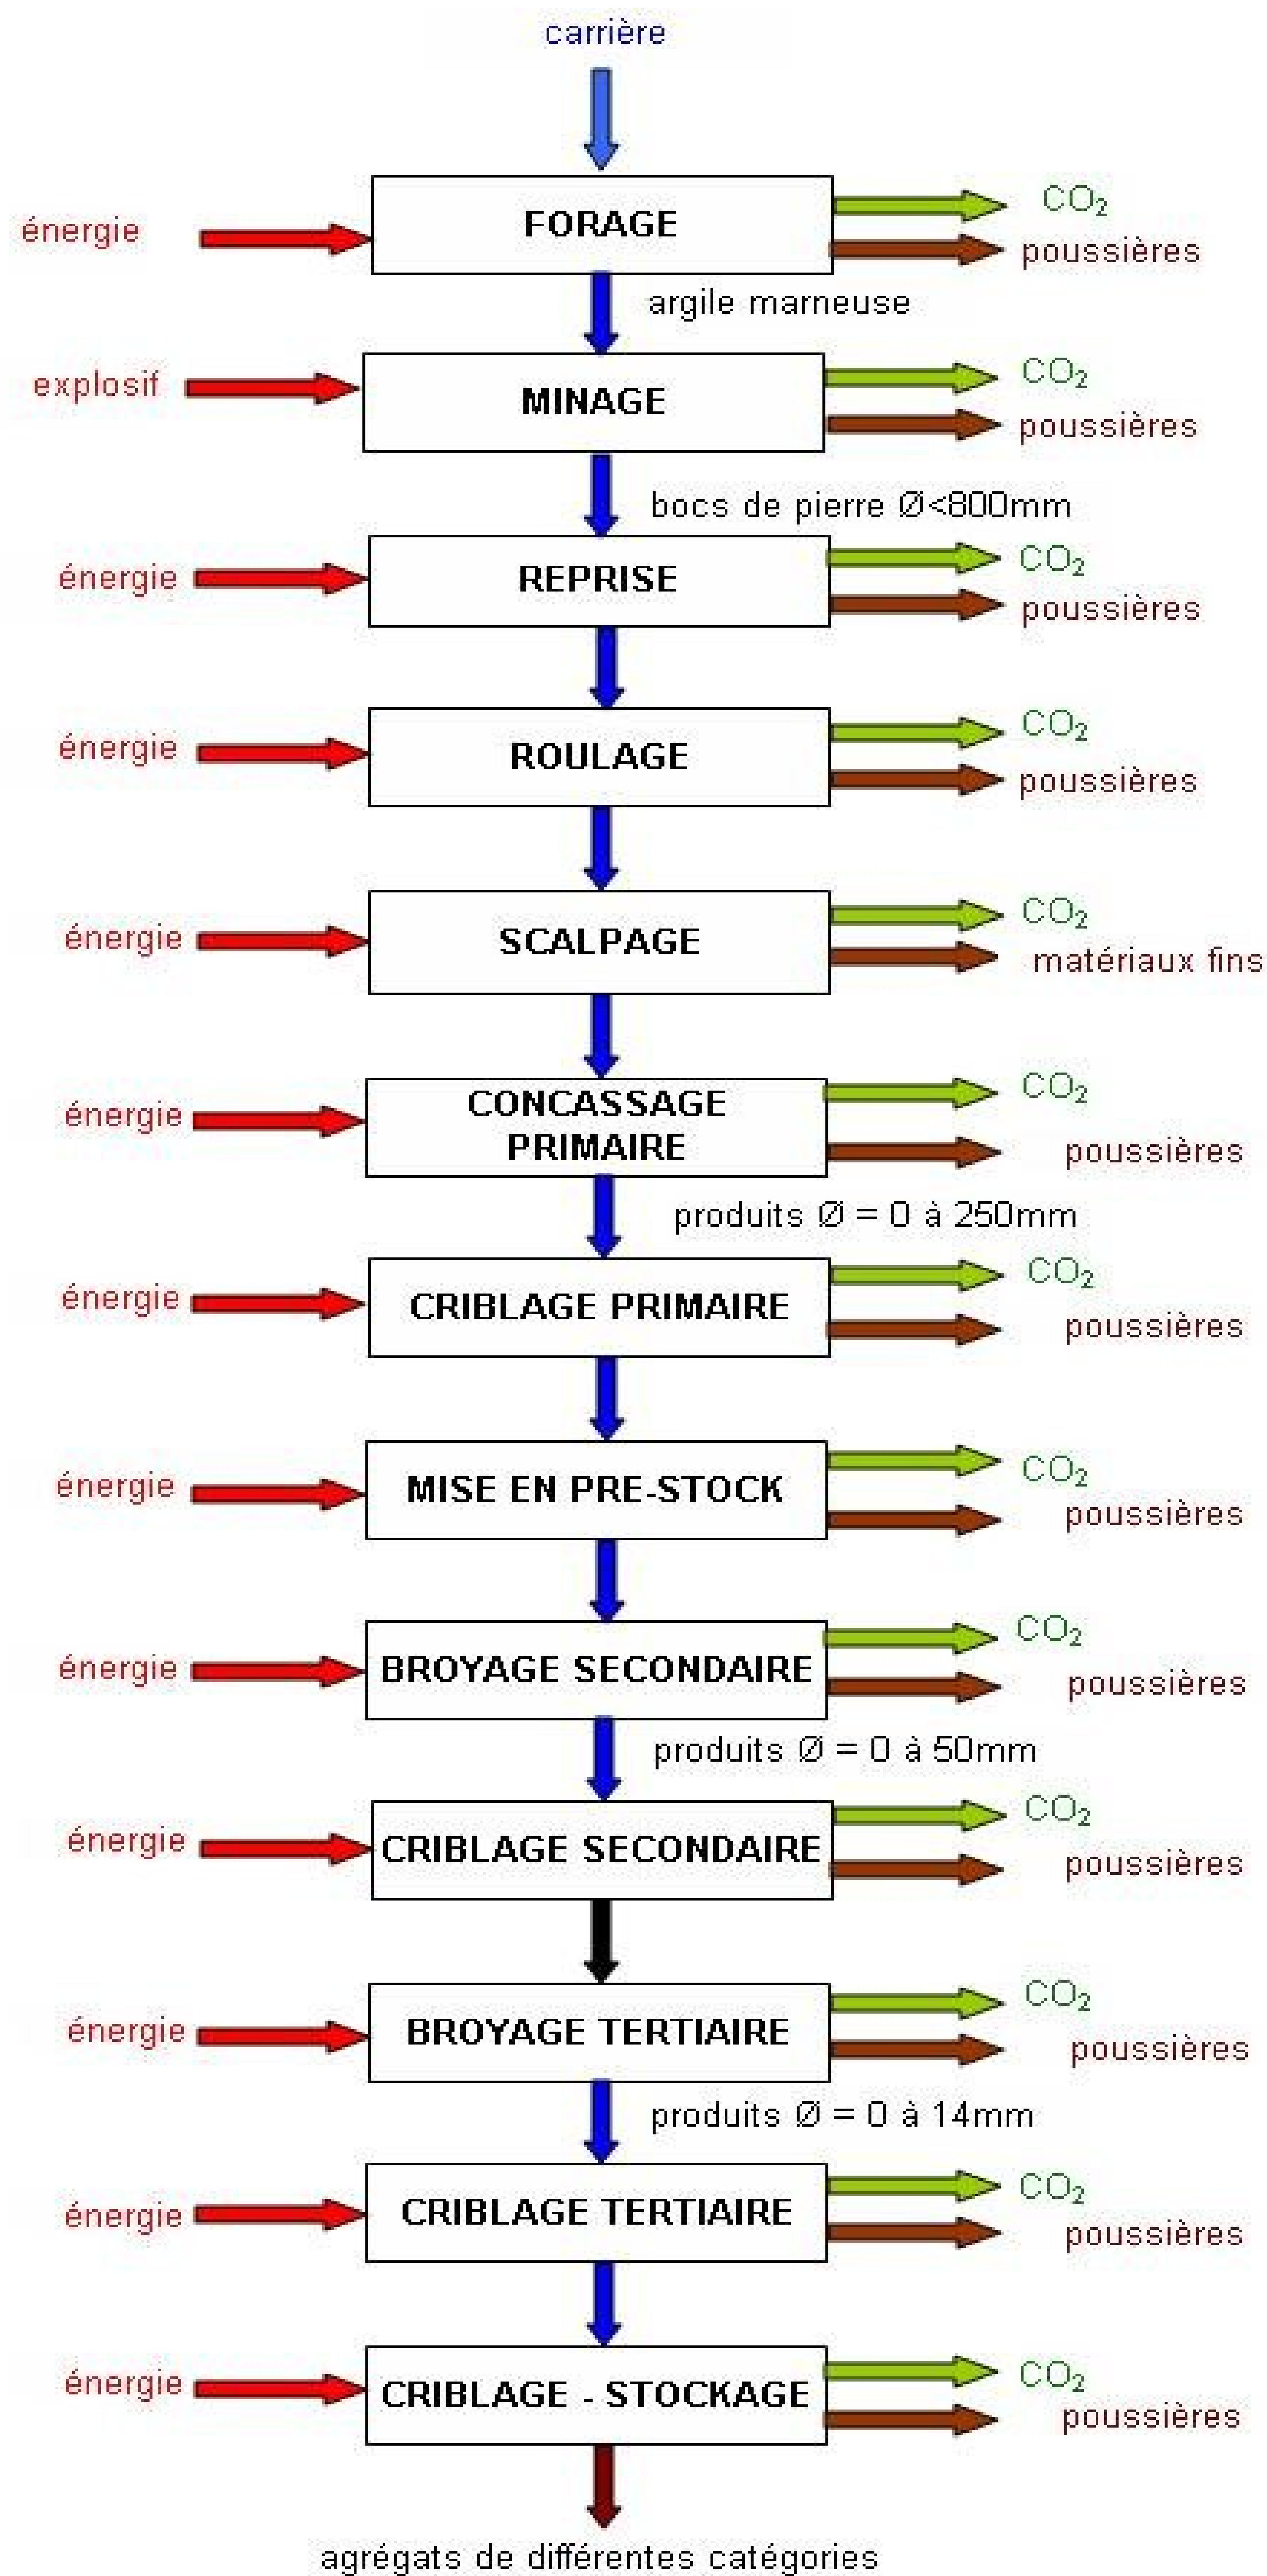 carrière
énergie
FORAGE
CO₂
poussières
argile marneuse
explosif
MINAGE
CO₂
poussières
bocs de pierre Ø<800mm
énergie
REPRISE
CO₂
poussières
énergie
ROULAGE
CO₂
poussières
énergie
SCALPAGE
CO₂
matériaux fins
énergie
CONCASSAGE
PRIMAIRE
CO₂
poussières
produits Ø = 0 à 250mm
énergie
CRIBLAGE PRIMAIRE
CO₂
poussières
énergie
MISE EN PRE-STOCK
CO₂
poussières
énergie
BROYAGE SECONDAIRE
CO₂
poussières
produits Ø = 0 à 50mm
énergie
CRIBLAGE SECONDAIRE
CO₂
poussières
énergie
BROYAGE TERTIAIRE
CO₂
poussières
produits Ø = 0 à 14mm
énergie
CRIBLAGE TERTIAIRE
CO₂
poussières
énergie
CRIBLAGE - STOCKAGE
CO₂
poussières
agrégats de différentes catégories